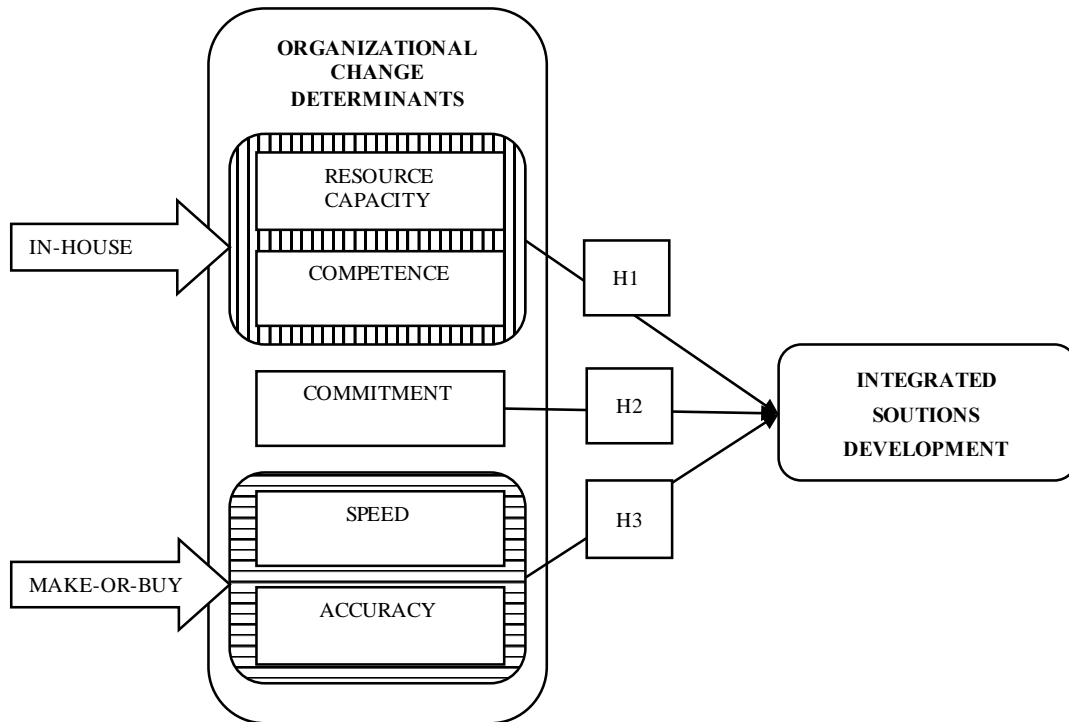 ORGANIZATIONAL
CHANGE
DETERMINANTS
RESOURCE
CAPACITY
IN-HOUSE
COMPETENCE
H1
COMMITMENT
H2
INTEGRATED
SOUTIONS
DEVELOPMENT
SPEED
H3
MAKE-OR-BUY
ACCURACY